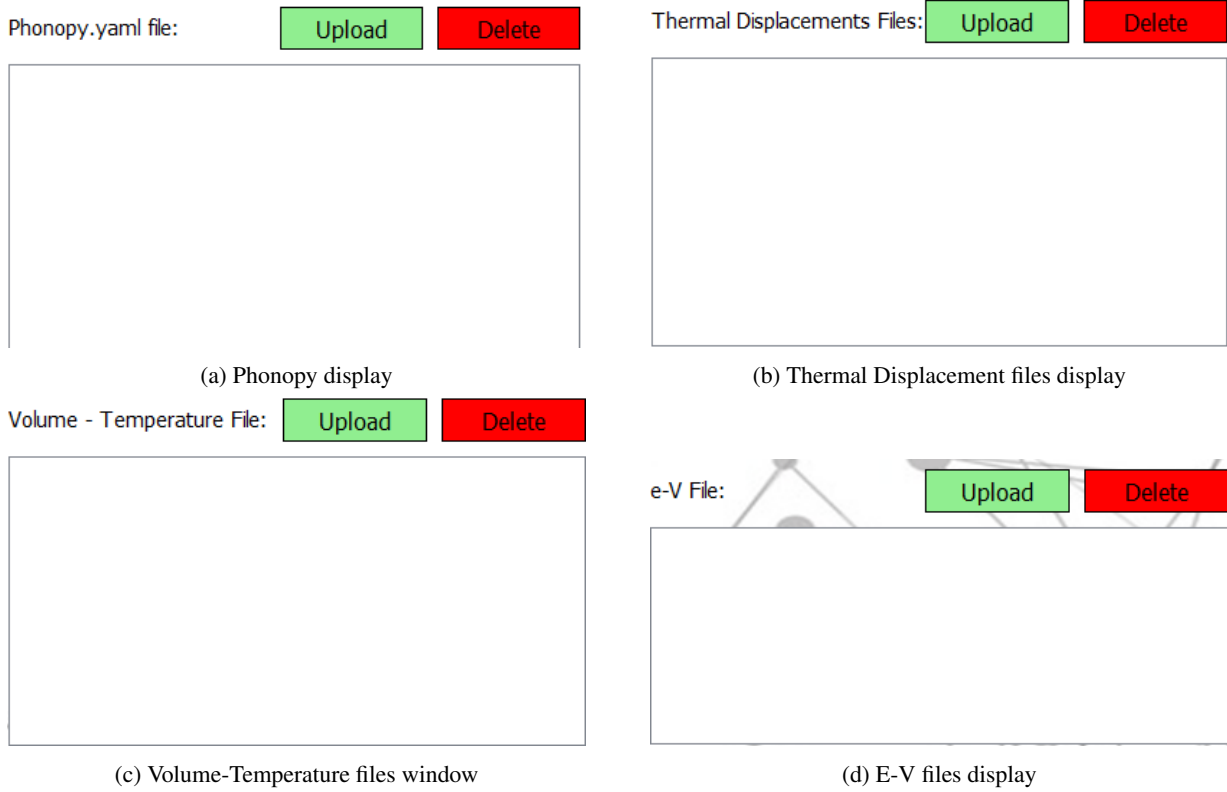 Phonopy.yaml file: Upload Delete
Thermal Displacements Files: Upload Delete
(a) Phonopy display
(b) Thermal Displacement files display
Volume - Temperature File: Upload Delete
e-V File: Upload Delete
(c) Volume-Temperature files window
(d) E-V files display